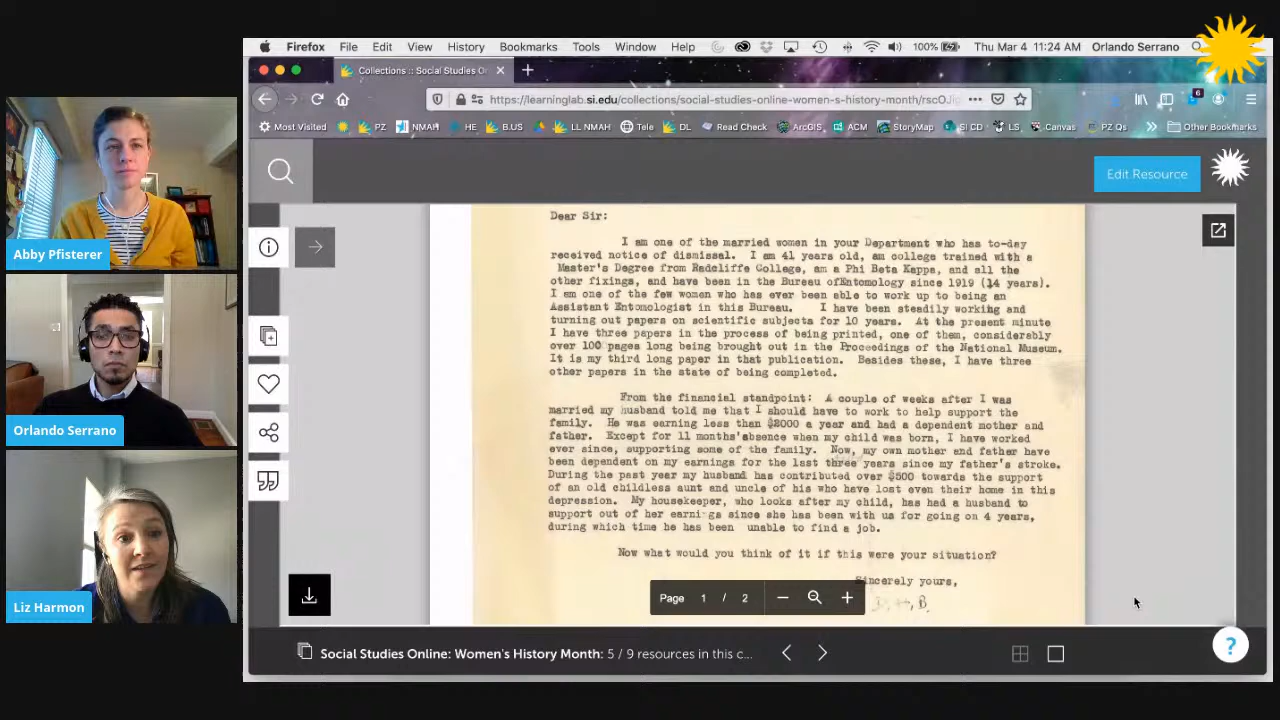 Firefox File Edit View History Bookmarks Tools Window Help 100% Thu Mar 4 11:24 AM Orlando Serrano
Collections :: Social Studies O
https://learninglab.si.edu/collections/social-studies-online-women-s-history-month/rscOJ
6
Most Visited PZ NMAH HE B.US LL NMAH Tele DL Read Check ArcGIS ACM StoryMap SI CD LS Canvas PZ Qs Other Bookmarks
Edit Resource
Dear Sir:
I am one of the married women in your Department who has to-day
received notice of dismissal. I am 41 years old, am college trained with a
Master's Degree from Radcliffe College, am a Phi Beta Kappa, and all the
other fixings, and have been in the Bureau ofEntomology since 1919 (14 years).
I am one of the few women who has ever been able to work up to being an
Assistant Entomologist in this Bureau. I have been steadily working and
turning out papers on scientific subjects for 10 years. At the present minute
I have three papers in the process of being printed, one of them, considerably
over 100 pages long being brought out in the Proceedings of the National Museum.
It is my third long paper in that publication. Besides these, I have three
other papers in the state of being completed.
From the financial standpoint: A couple of weeks after I was
married my husband told me that I should have to work to help support the
family. He was earning less than $2000 a year and had a dependent mother and
father. Except for 11 months'absence when my child was born, I have worked
ever since, supporting some of the family. Now, my own mother and father have
been dependent on my earnings for the last three years since my father's stroke.
During the past year my husband has contributed over $500 towards the support
of an old childless aunt and uncle of his who have lost even their home in this
depression. My housekeeper, who looks after my child, has had a husband to
support out of her earnings since she has been with us for going on 4 years,
during which time he has been unable to find a job.
Now what would you think of it if this were your situation?
Sincerely yours,
Page 1 / 2
Social Studies Online: Women's History Month: 5 / 9 resources in this c...
?
Abby Pfisterer
Orlando Serrano
Liz Harmon